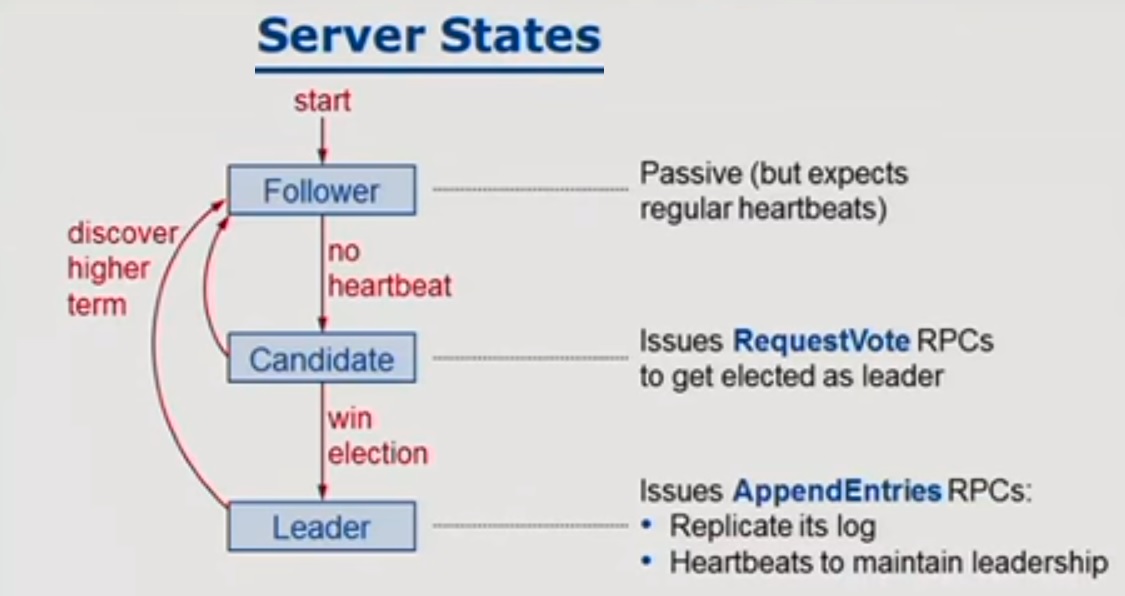 Server States
start
Follower
Passive (but expects
regular heartbeats)
discover
higher
term
no
heartbeat
Candidate
Issues RequestVote RPCs
to get elected as leader
win
election
Leader
Issues AppendEntries RPCs:
• Replicate its log
• Heartbeats to maintain leadership